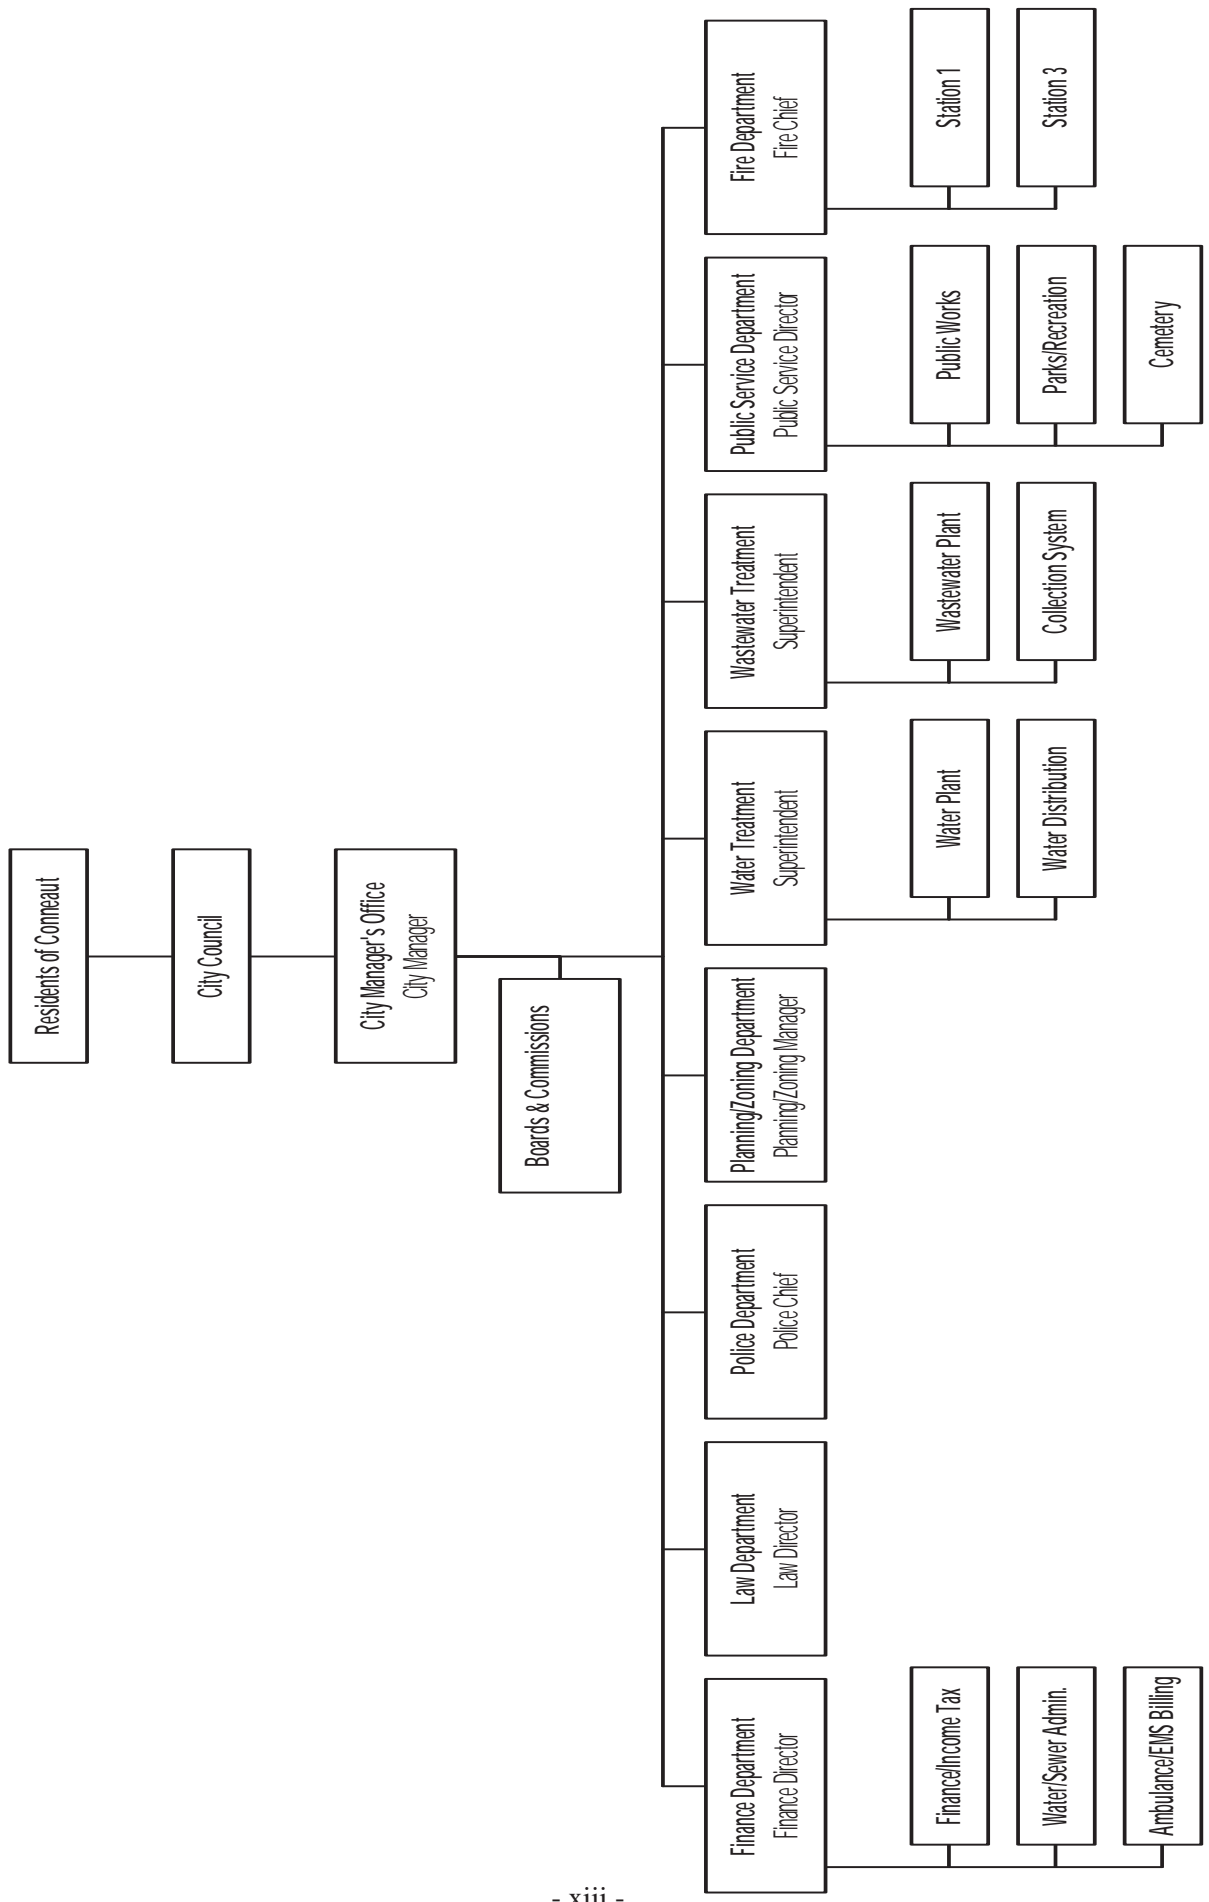 Residents of Conneaut
City Council
City Manager's Office
City Manager
Boards & Commissions
Finance Department
Finance Director
Law Department
Law Director
Police Department
Police Chief
Planning/Zoning Department
Planning/Zoning Manager
Water Treatment
Superintendent
Wastewater Treatment
Superintendent
Public Service Department
Public Service Director
Fire Department
Fire Chief
Finance/Income Tax
Water/Sewer Admin.
Ambulance/EMS Billing
Water Plant
Water Distribution
Wastewater Plant
Collection System
Public Works
Parks/Recreation
Cemetery
Station 1
Station 3
- xiii -